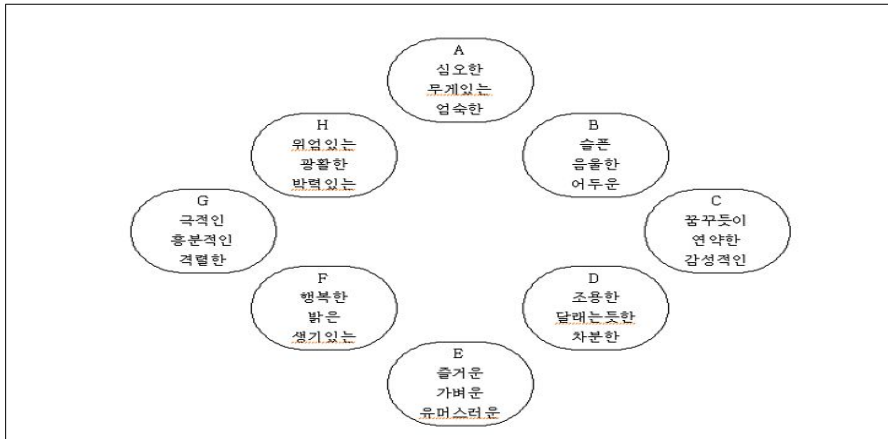 A
심오한
무게있는
엄숙한
H
위엄있는
광활한
박력있는
B
슬픈
음울한
어두운
G
극적인
흥분적인
격렬한
C
꿈꾸듯이
연약한
감성적인
F
행복한
밝은
생기있는
D
조용한
달래는듯한
차분한
E
즐거운
가벼운
유머스러운